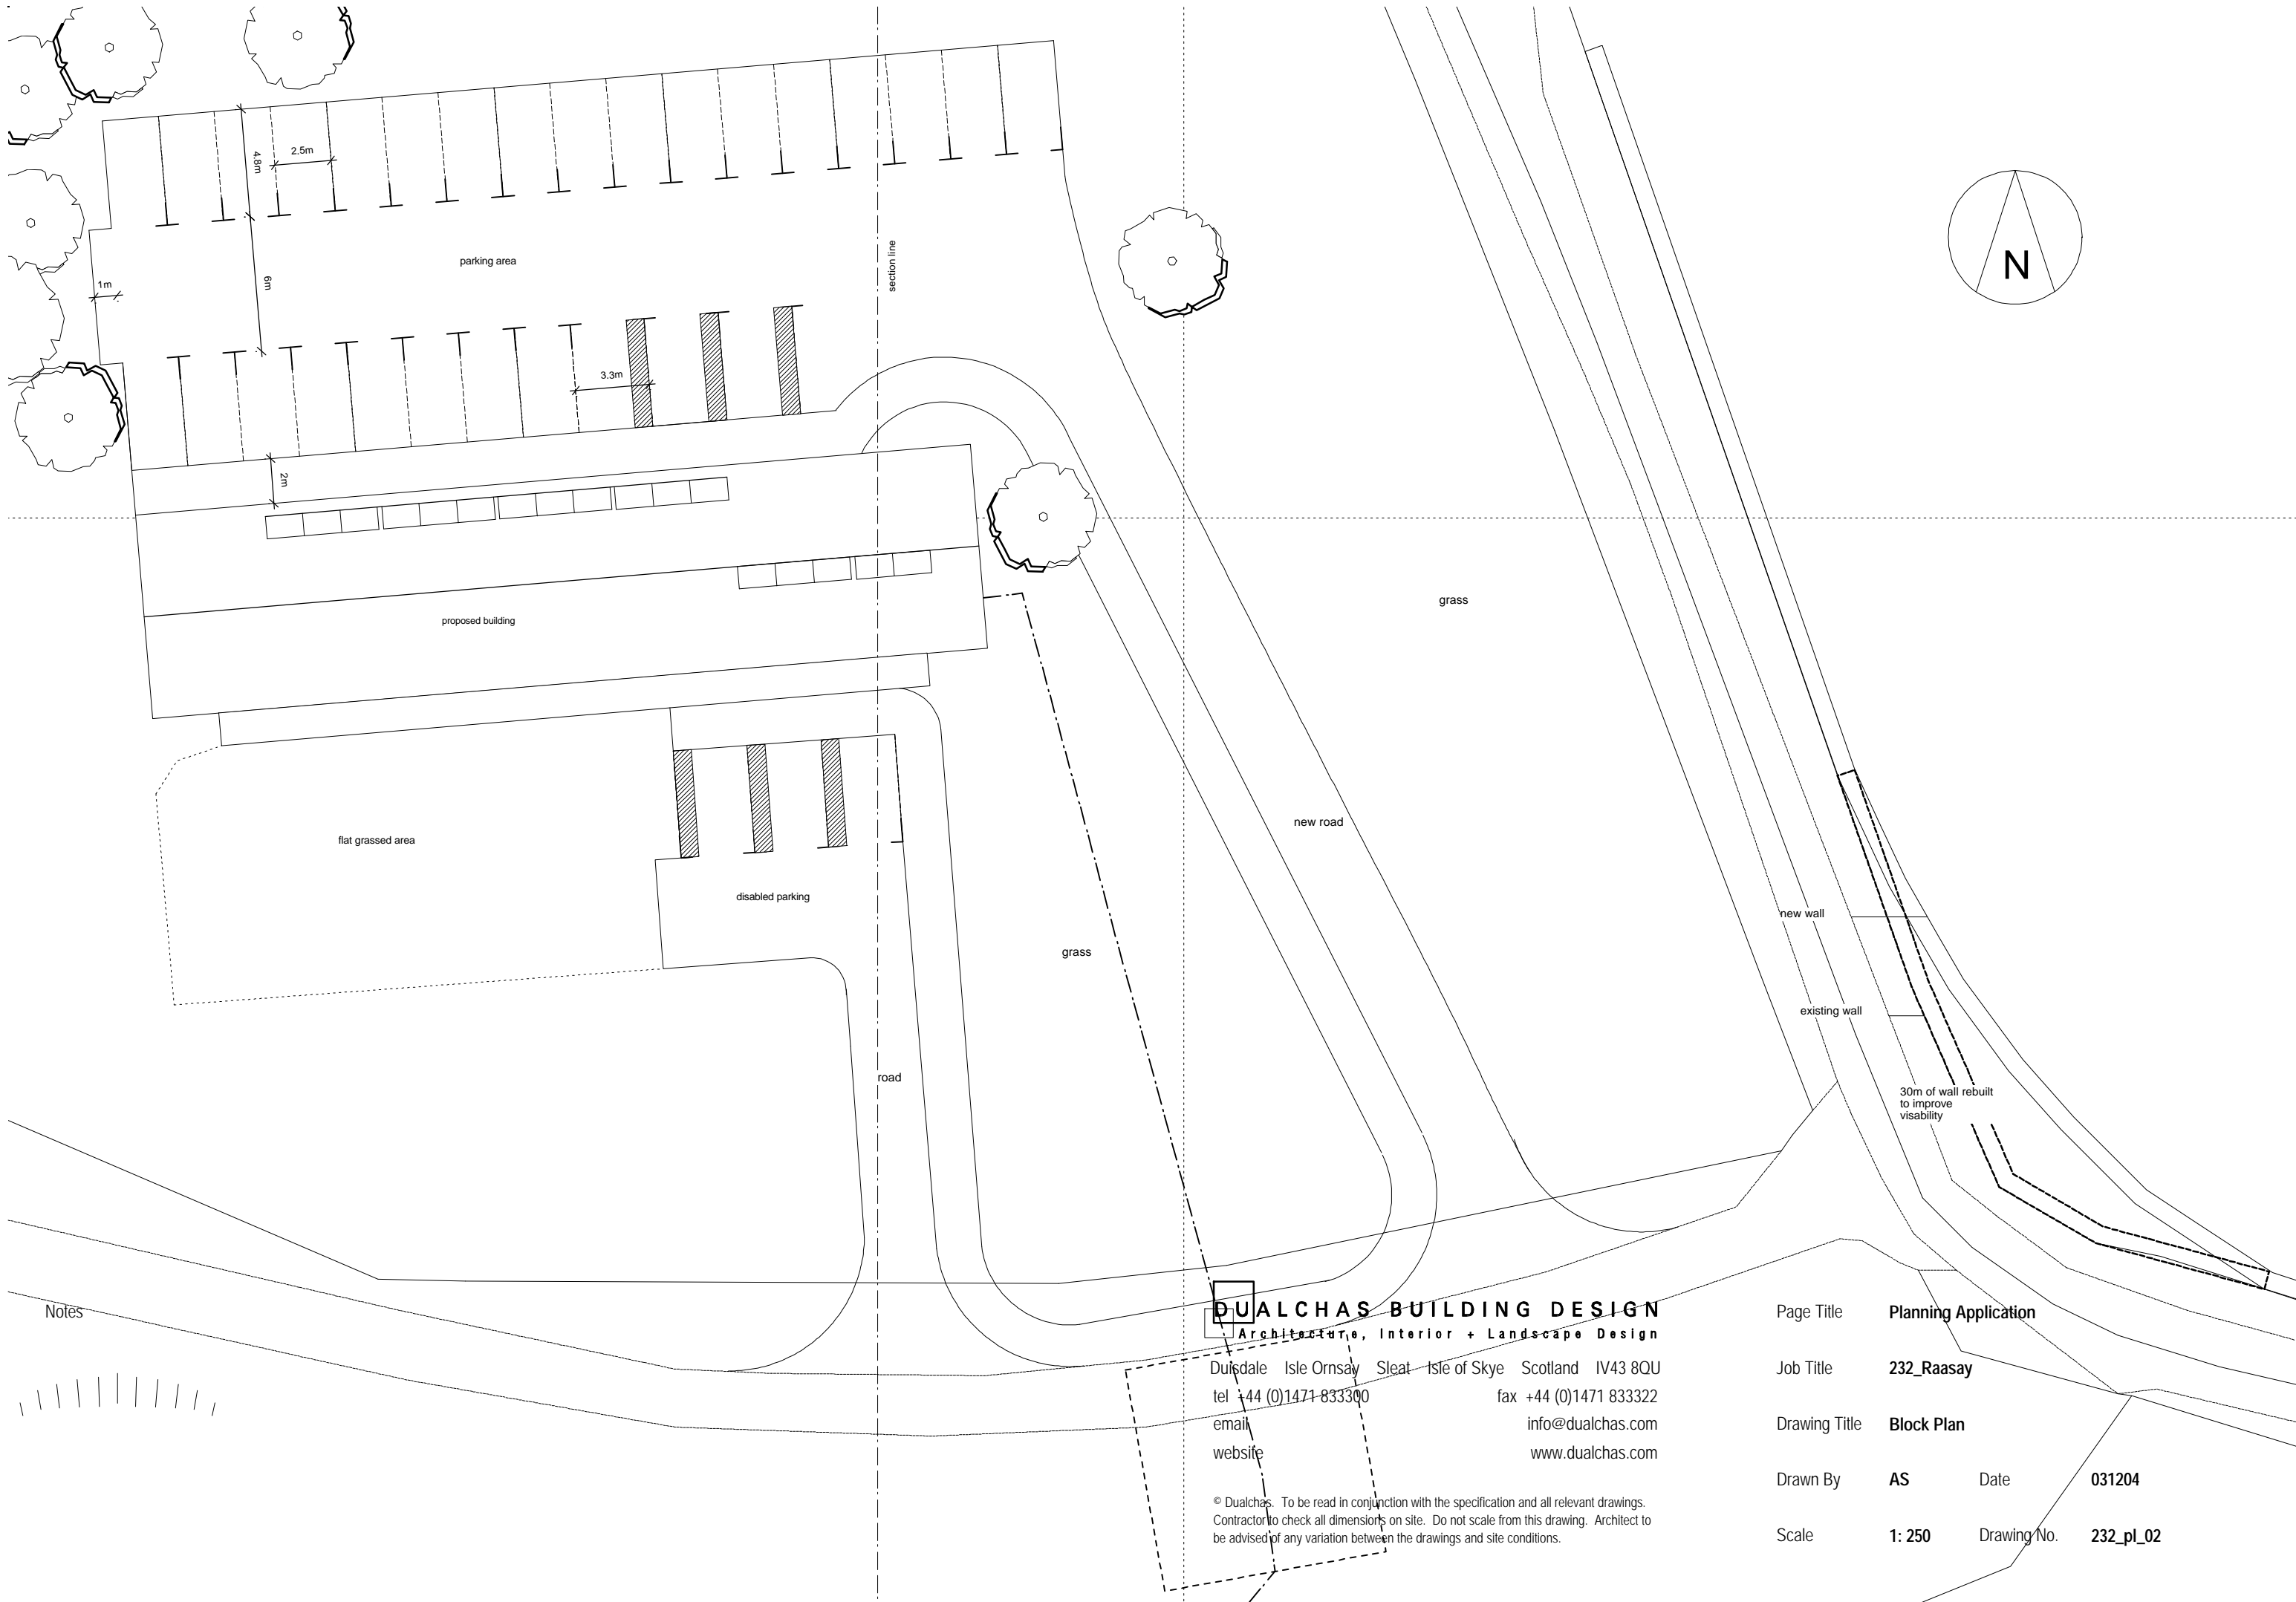 4.8m
2.5m
parking area
section line
6m
1m
N
3.3m
2m
grass
proposed building
new road
flat grassed area
disabled parking
new wall
grass
existing wall
road
30m of wall rebuilt
to improve
visability
Notes
DUALCHAS BUILDING DESIGN
Architecture, Interior + Landscape Design
Duisdale Isle Ornsay Sleat Isle of Skye Scotland IV43 8QU
tel +44 (0)1471 833300 fax +44 (0)1471 833322
email info@dualchas.com
website www.dualchas.com
© Dualchas. To be read in conjunction with the specification and all relevant drawings.
Contractor to check all dimensions on site. Do not scale from this drawing. Architect to
be advised of any variation between the drawings and site conditions.
Page Title Planning Application
Job Title 232_Raasay
Drawing Title Block Plan
Drawn By AS Date 031204
Scale 1: 250 Drawing No. 232_pl_02